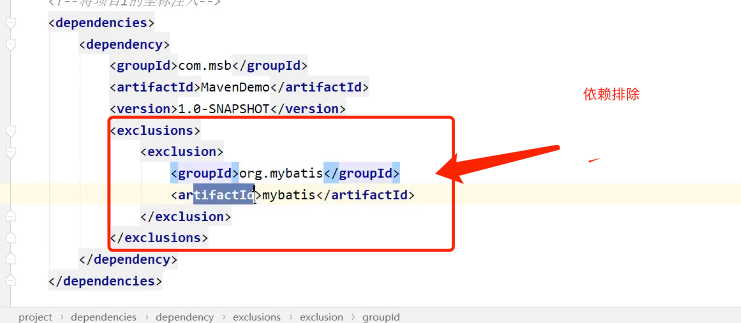 <!--将项目1的坐标注入-->
<dependencies>
<dependency>
<groupId>com.msb</groupId>
<artifactId>MavenDemo</artifactId>
<version>1.0-SNAPSHOT</version>
<exclusions>
<exclusion>
<groupId>org.mybatis</groupId>
<artifactId>mybatis</artifactId>
</exclusion>
</exclusions>
</dependency>
</dependencies>
依赖排除
project › dependencies › dependency › exclusions › exclusion › groupId